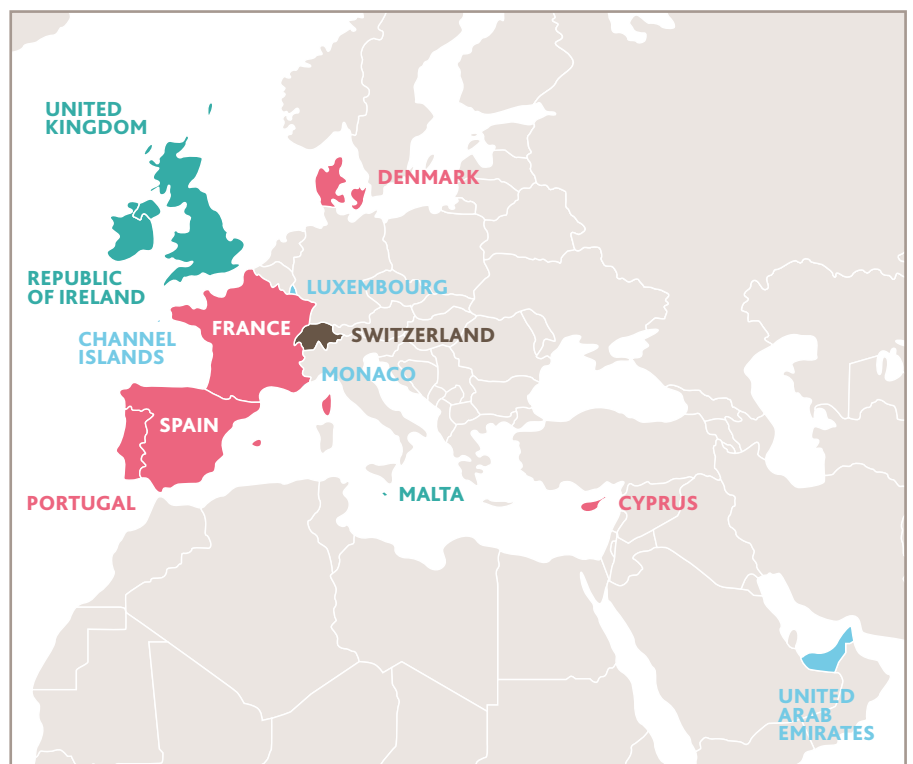 UNITED
KINGDOM
DENMARK
REPUBLIC
OF IRELAND
LUXEMBOURG
CHANNEL
ISLANDS
FRANCE
SWITZERLAND
MONACO
SPAIN
PORTUGAL
MALTA
CYPRUS
UNITED
ARAB
EMIRATES